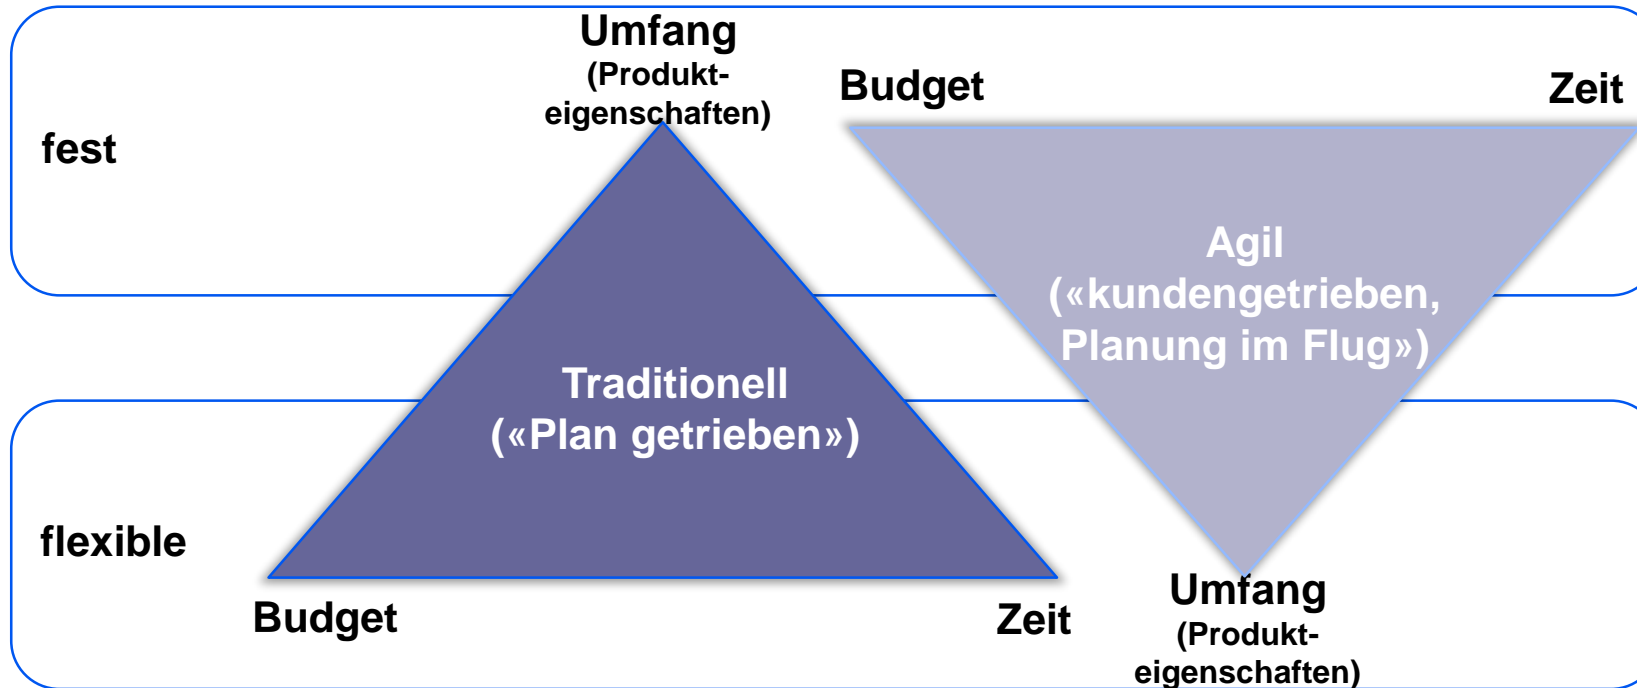 Umfang
(Produkt-
eigenschaften)
Budget
Zeit
fest
Agil
(«kundengetrieben,
Planung im Flug»)
Traditionell
(«Plan getrieben»)
flexible
Budget
Zeit
Umfang
(Produkt-
eigenschaften)